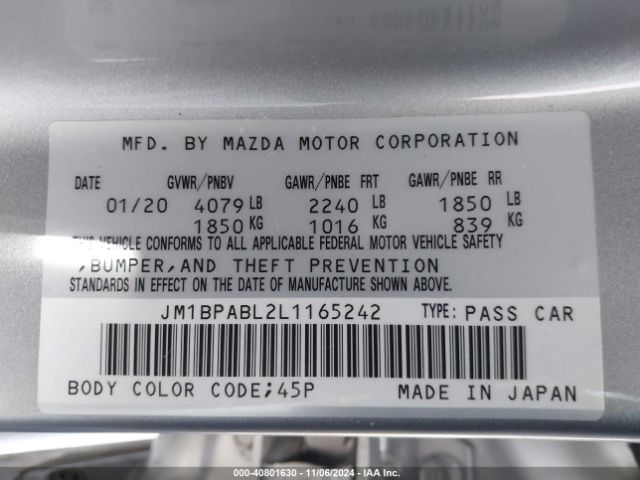 MFD. BY MAZDA MOTOR CORPORATION
DATE GVWR/PNBV GAWR/PNBE FRT GAWR/PNBE RR
01/20 4079 LB 2240 LB 1850 LB
1850 KG 1016 KG 839 KG
THIS VEHICLE CONFORMS TO ALL APPLICABLE FEDERAL MOTOR VEHICLE SAFETY
,BUMPER,AND THEFT PREVENTION
STANDARDS IN EFFECT ON THE DATE OF MANUFACTURE SHOWN ABOVE.
JM1BPABL2L1165242 TYPE: PASS CAR
BODY COLOR CODE;45P MADE IN JAPAN
000-40801630 - 11/06/2024 - IAA Inc.